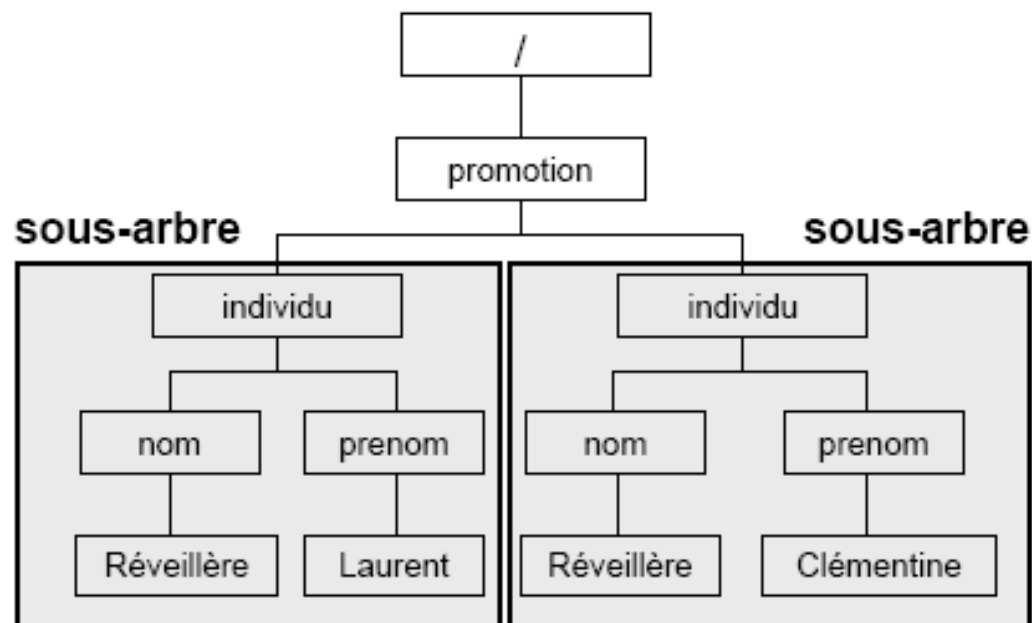 /
promotion
sous-arbre sous-arbre
individu individu
nom prenom nom prenom
Réveillère Laurent Réveillère Clémentine